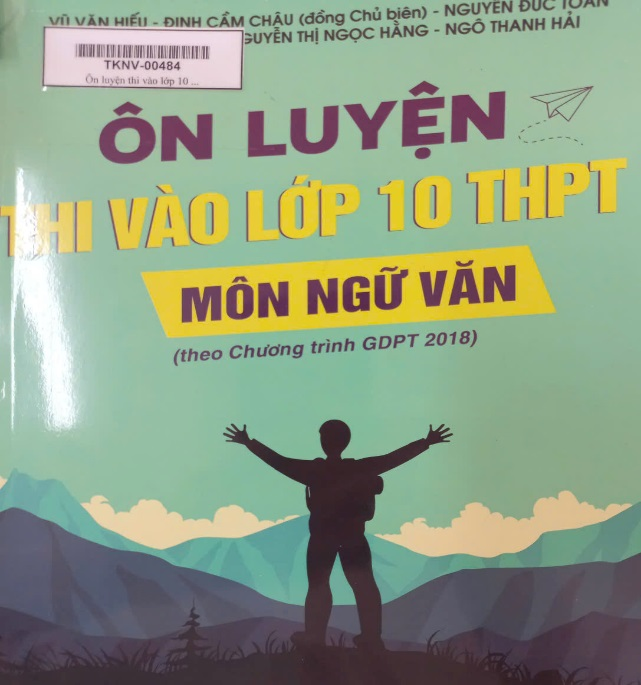 VŨ VĂN HIẾU - ĐINH CẨM CHÂU (đồng Chủ biên) - NGUYỄN ĐỨC TOÀN
NGUYỄN THỊ NGỌC HẰNG - NGÔ THANH HẢI
TKNV-00484
Ôn luyện thi vào lớp 10 ...
ÔN LUYỆN
THI VÀO LỚP 10 THPT
MÔN NGỮ VĂN
(theo Chương trình GDPT 2018)